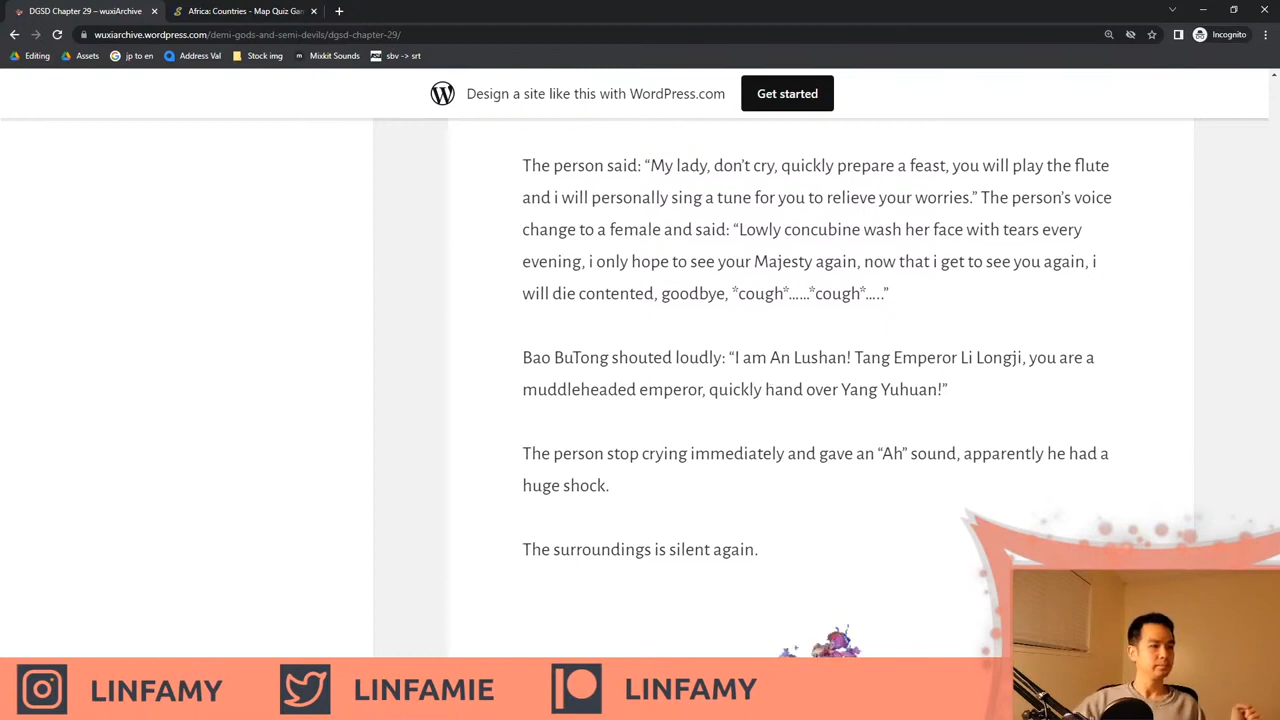 DGSD Chapter 29 – wuxiArchive
Africa: Countries - Map Quiz Gam
wuxiarchive.wordpress.com/demi-gods-and-semi-devils/dgsd-chapter-29/
Incognito
Editing
Assets
jp to en
Address Val
Stock img
Mixkit Sounds
sbv -> srt
Design a site like this with WordPress.com
Get started
The person said: “My lady, don’t cry, quickly prepare a feast, you will play the flute
and i will personally sing a tune for you to relieve your worries.” The person’s voice
change to a female and said: “Lowly concubine wash her face with tears every
evening, i only hope to see your Majesty again, now that i get to see you again, i
will die contented, goodbye, *cough*……*cough*…..”
Bao BuTong shouted loudly: “I am An Lushan! Tang Emperor Li Longji, you are a
muddleheaded emperor, quickly hand over Yang Yuhuan!”
The person stop crying immediately and gave an “Ah” sound, apparently he had a
huge shock.
The surroundings is silent again.
LINFAMY
LINFAMIE
LINFAMY